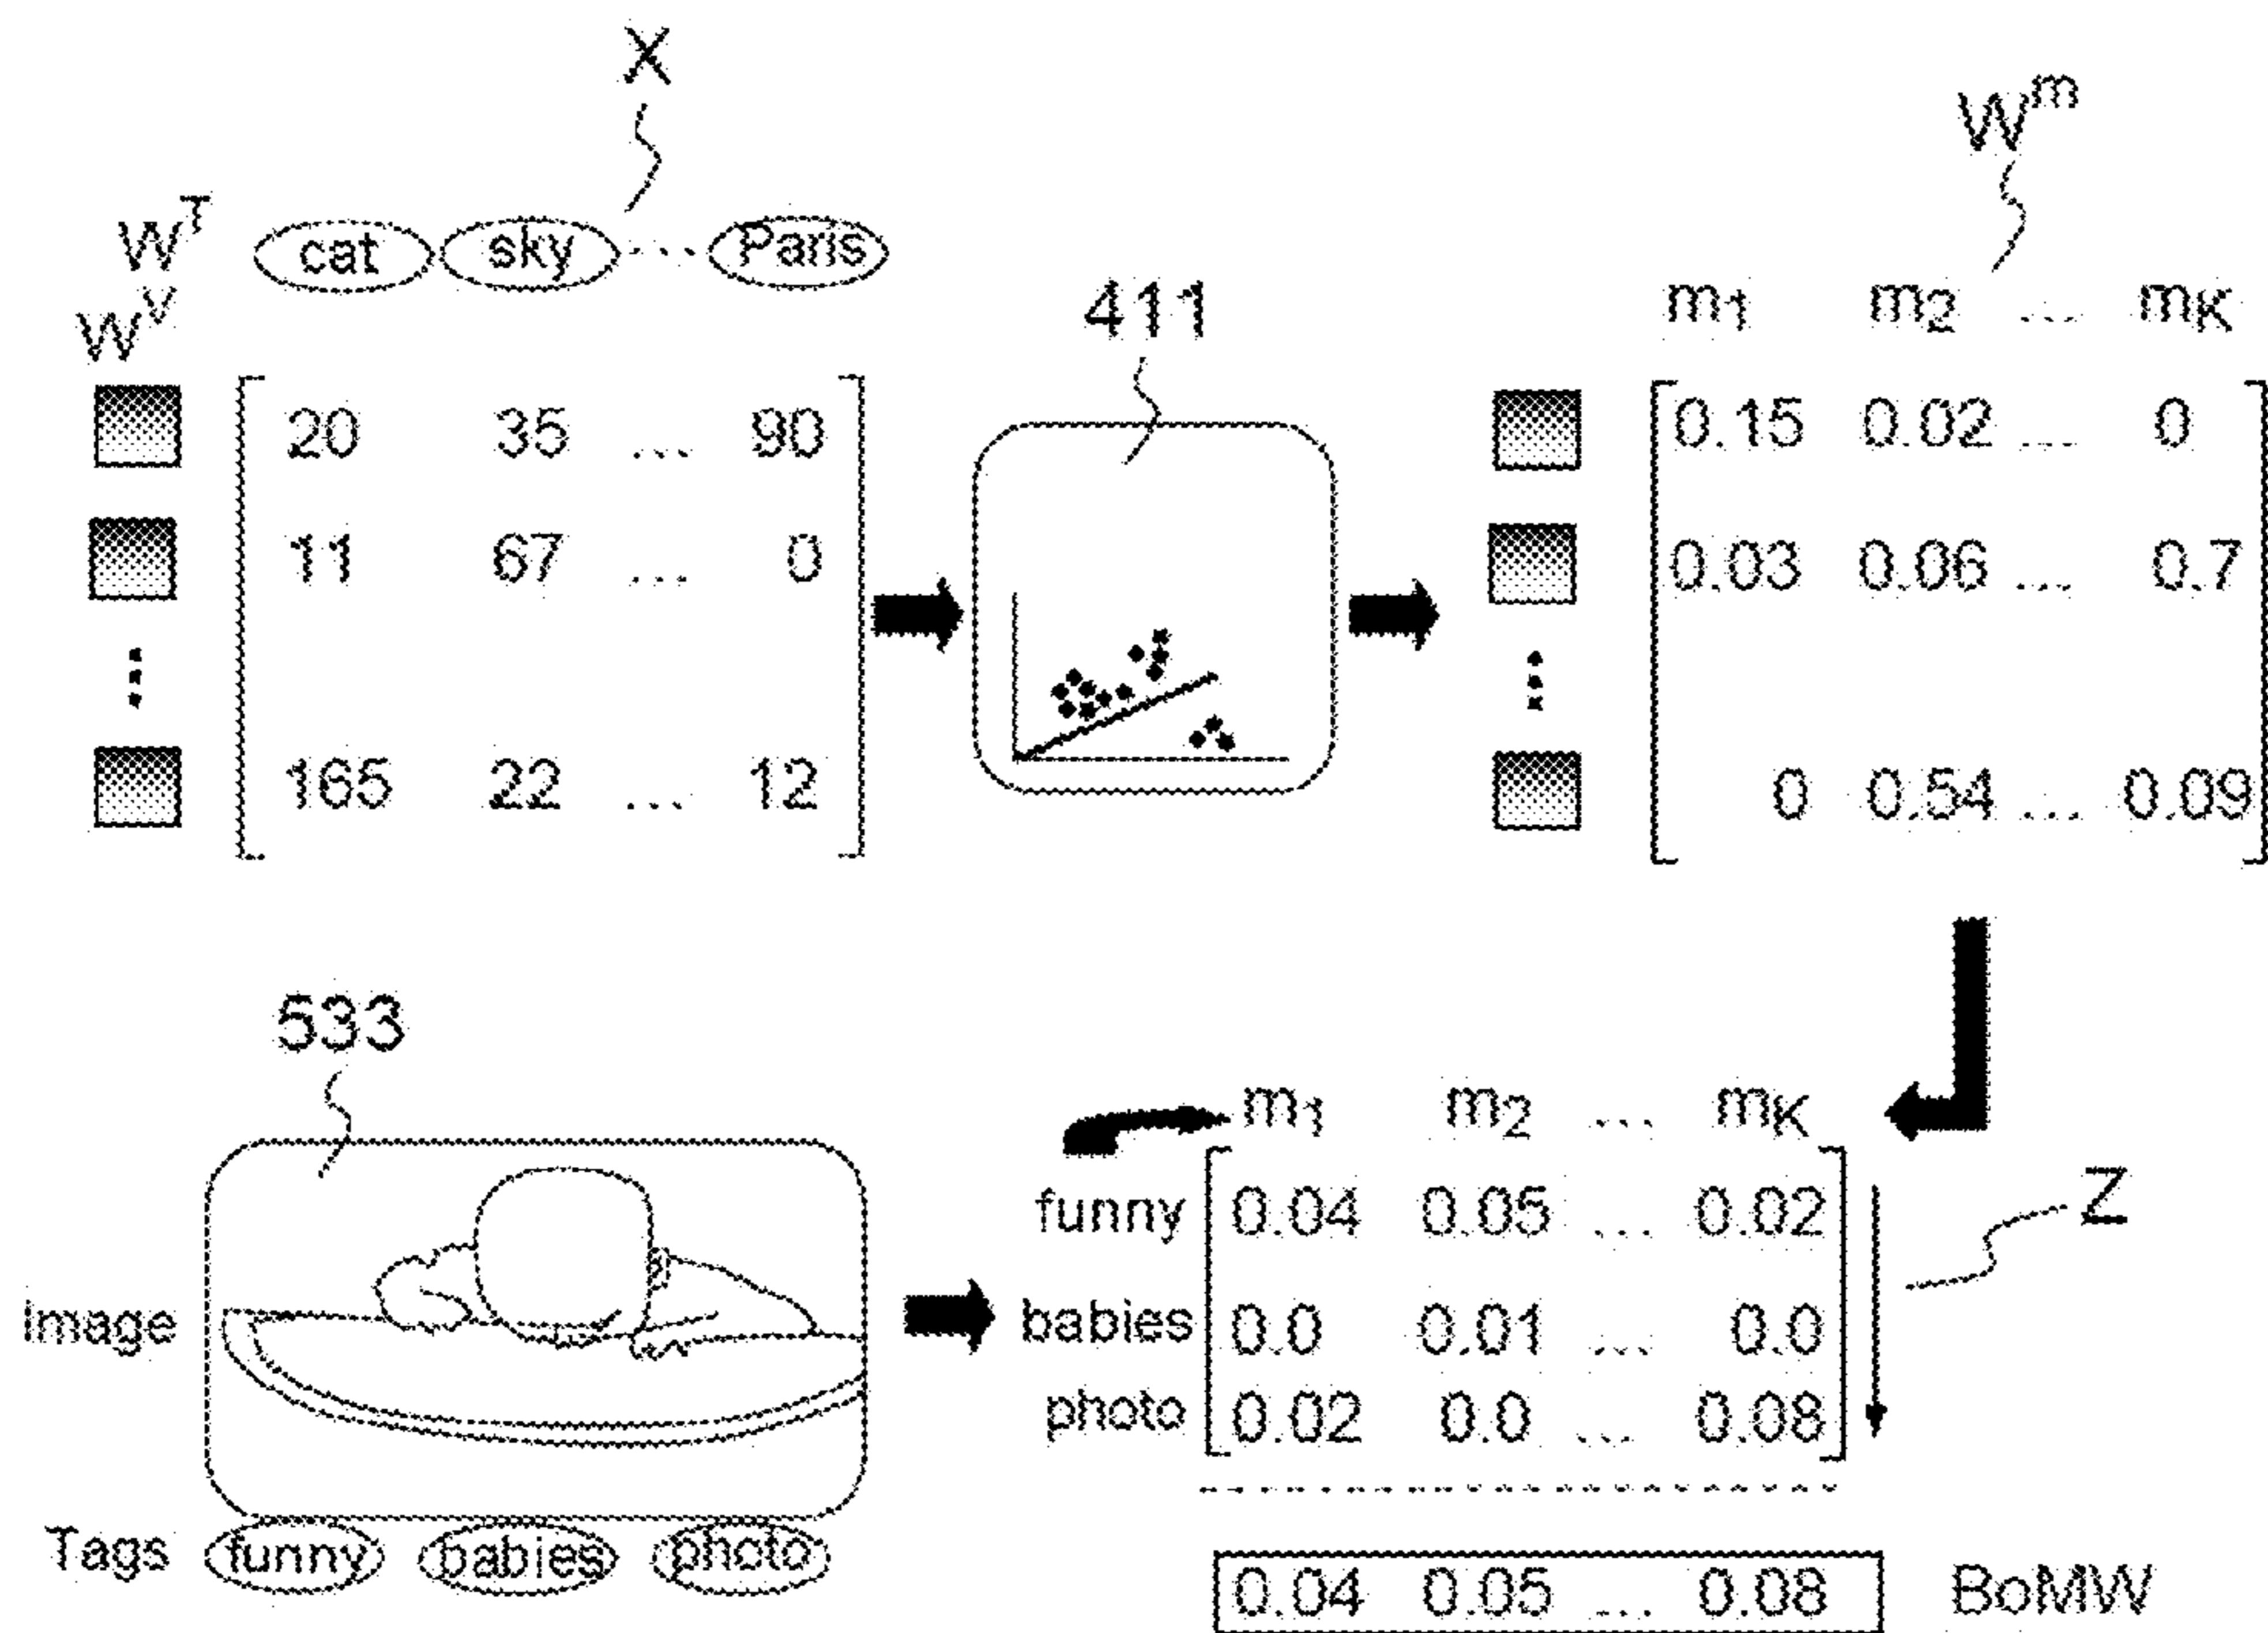 X
W^m
W^T cat sky ... Paris
W^V
411
m1 m2 ... mK
20 35 ... 90
0.15 0.02 ... 0
11 67 ... 0
0.03 0.06 ... 0.7
165 22 ... 12
0 0.54 ... 0.09
533
m1 m2 ... mK
funny 0.04 0.05 ... 0.02
Z
Image
babies 0.0 0.01 ... 0.0
photo 0.02 0.0 ... 0.08
Tags funny babies photo
0.04 0.05 ... 0.08 BoMW